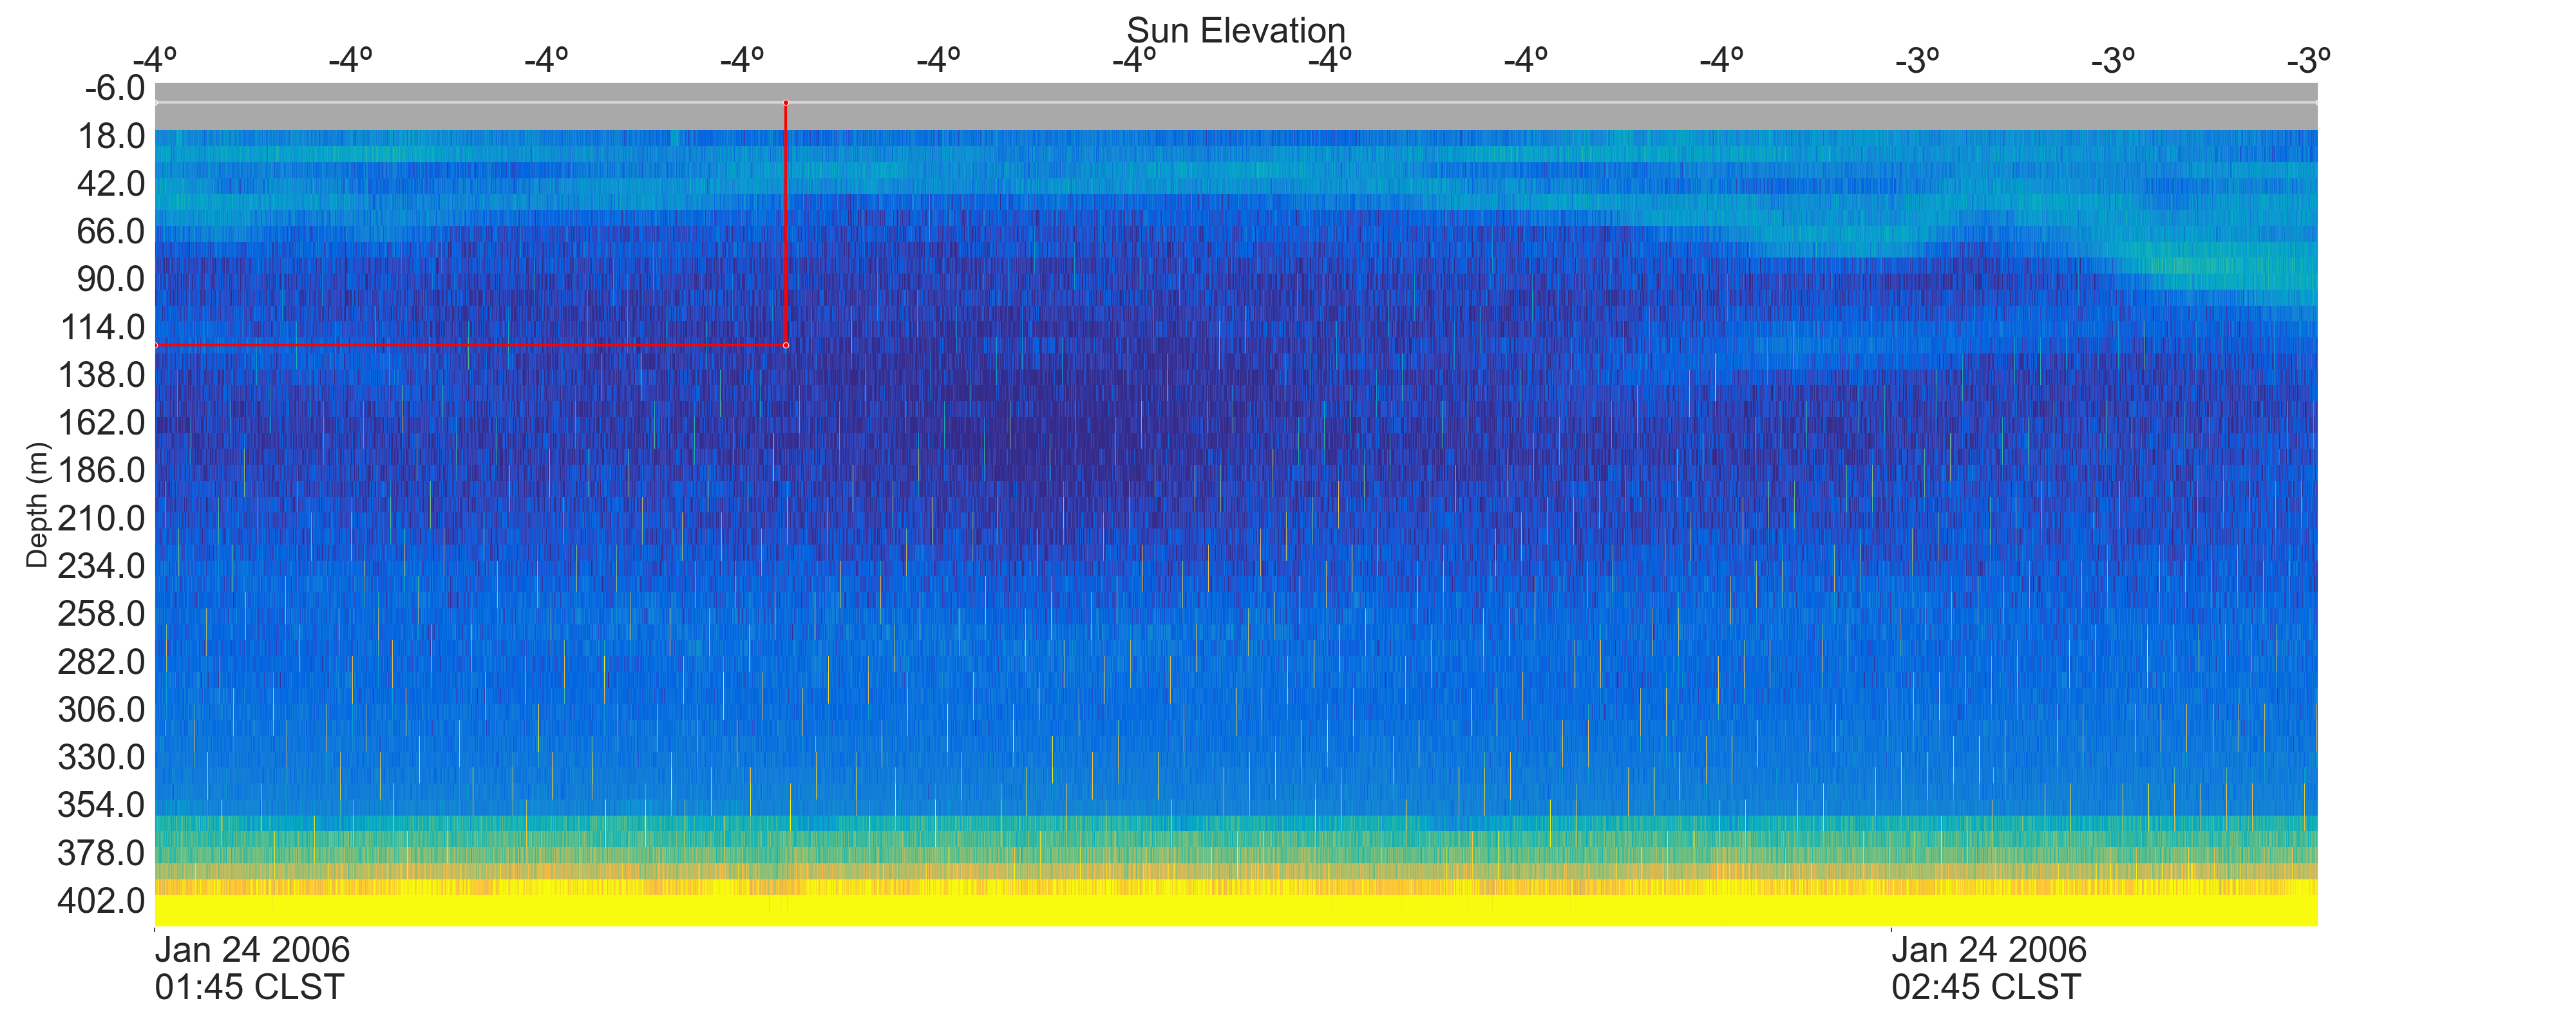 Sun Elevation
-4º -4º -4º -4º -4º -4º -4º -4º -4º -3º -3º -3º
-6.0
18.0
42.0
66.0
90.0
114.0
138.0
162.0
186.0
210.0
234.0
258.0
282.0
306.0
330.0
354.0
378.0
402.0
Depth (m)
Jan 24 2006
01:45 CLST
Jan 24 2006
02:45 CLST